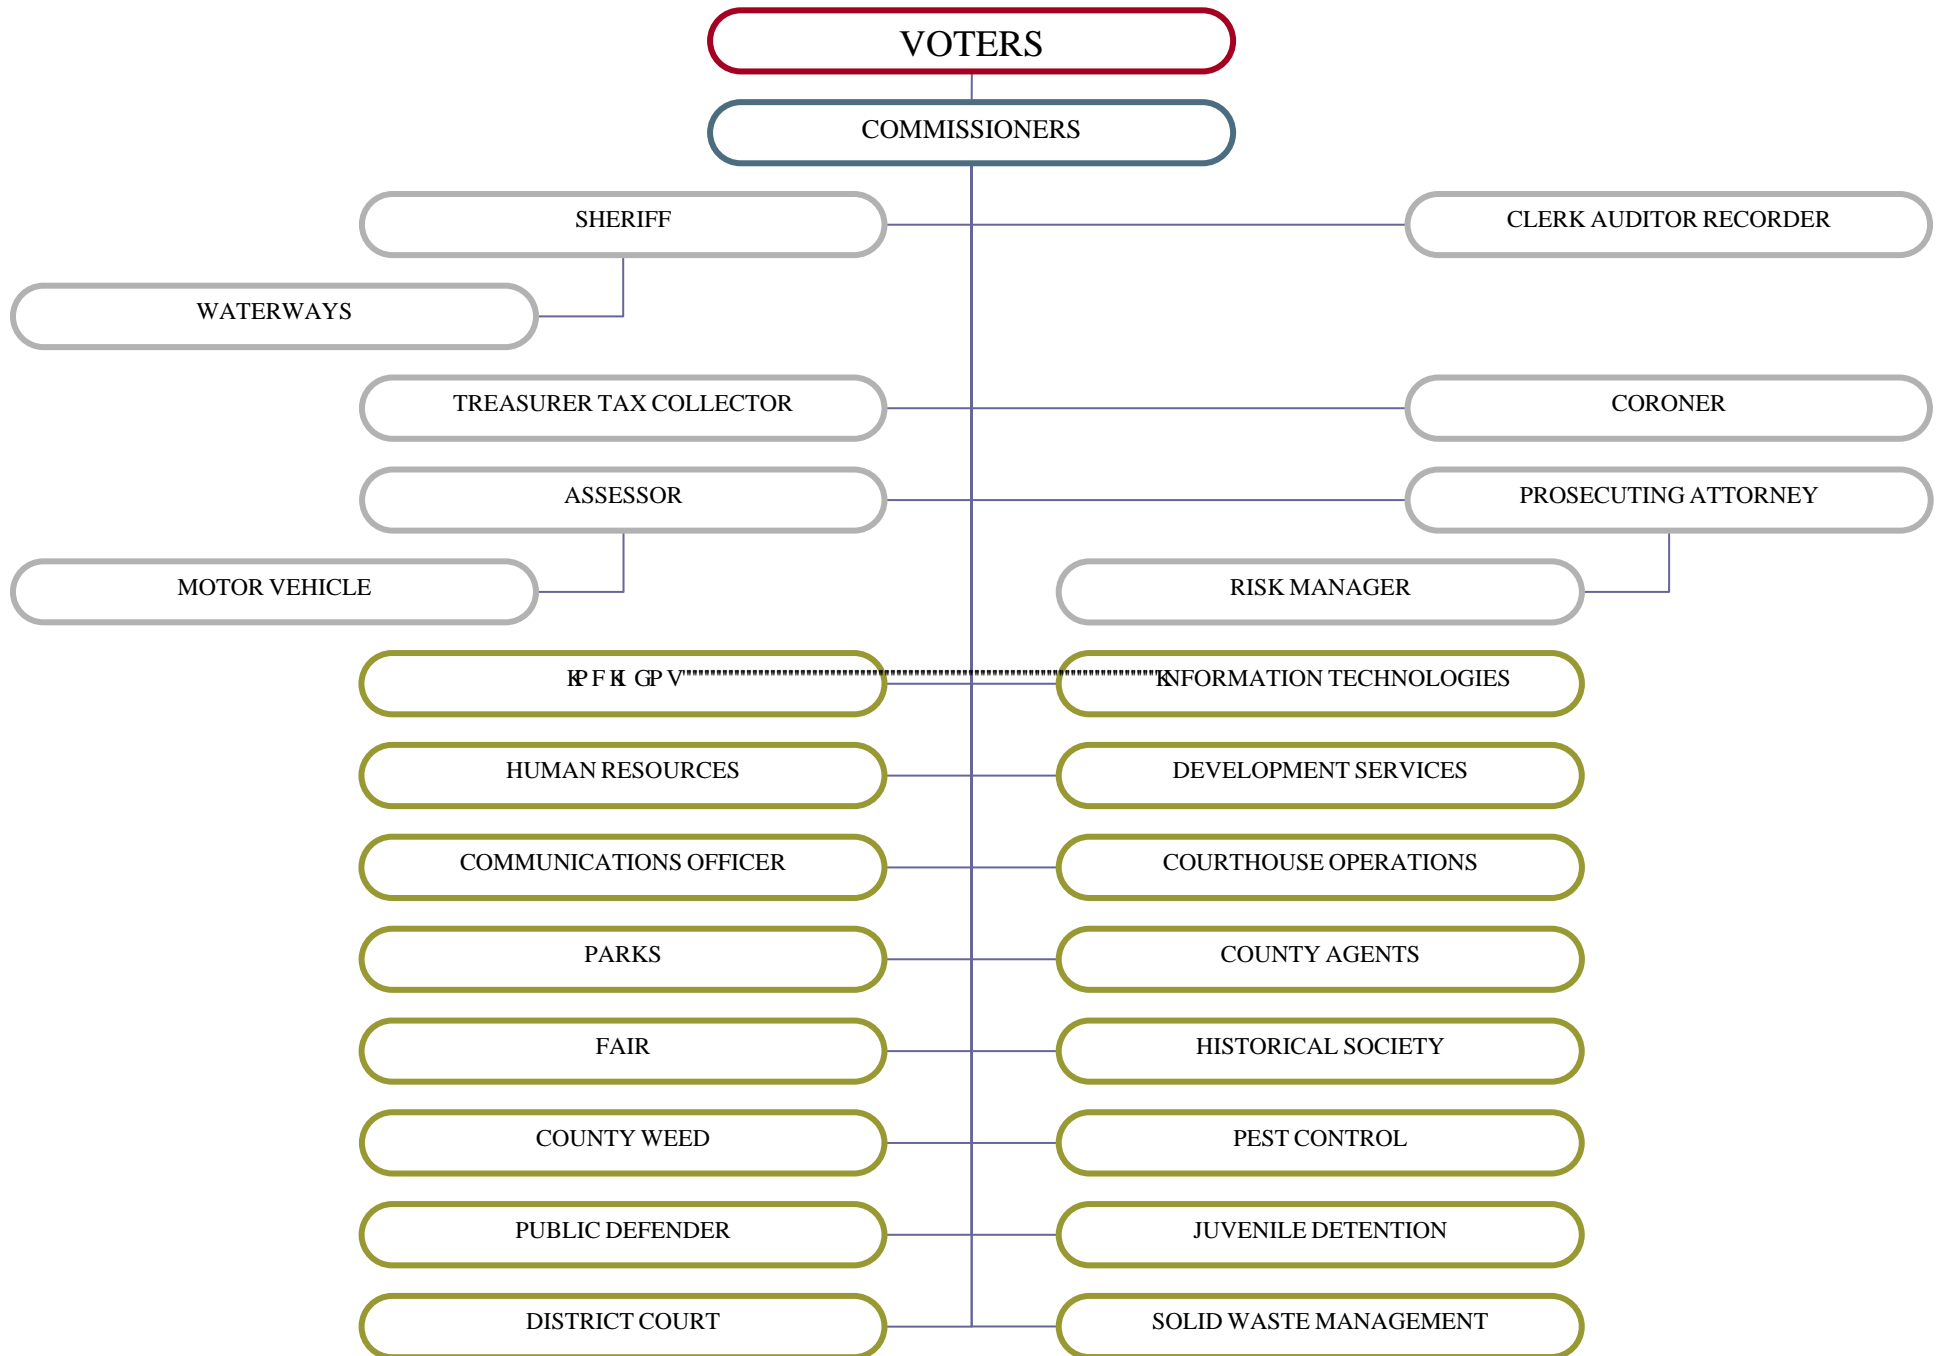 VOTERS
COMMISSIONERS
SHERIFF
CLERK AUDITOR RECORDER
WATERWAYS
TREASURER TAX COLLECTOR
CORONER
ASSESSOR
PROSECUTING ATTORNEY
MOTOR VEHICLE
RISK MANAGER
INFORMATION TECHNOLOGIES
HUMAN RESOURCES
DEVELOPMENT SERVICES
COMMUNICATIONS OFFICER
COURTHOUSE OPERATIONS
PARKS
COUNTY AGENTS
FAIR
HISTORICAL SOCIETY
COUNTY WEED
PEST CONTROL
PUBLIC DEFENDER
JUVENILE DETENTION
DISTRICT COURT
SOLID WASTE MANAGEMENT